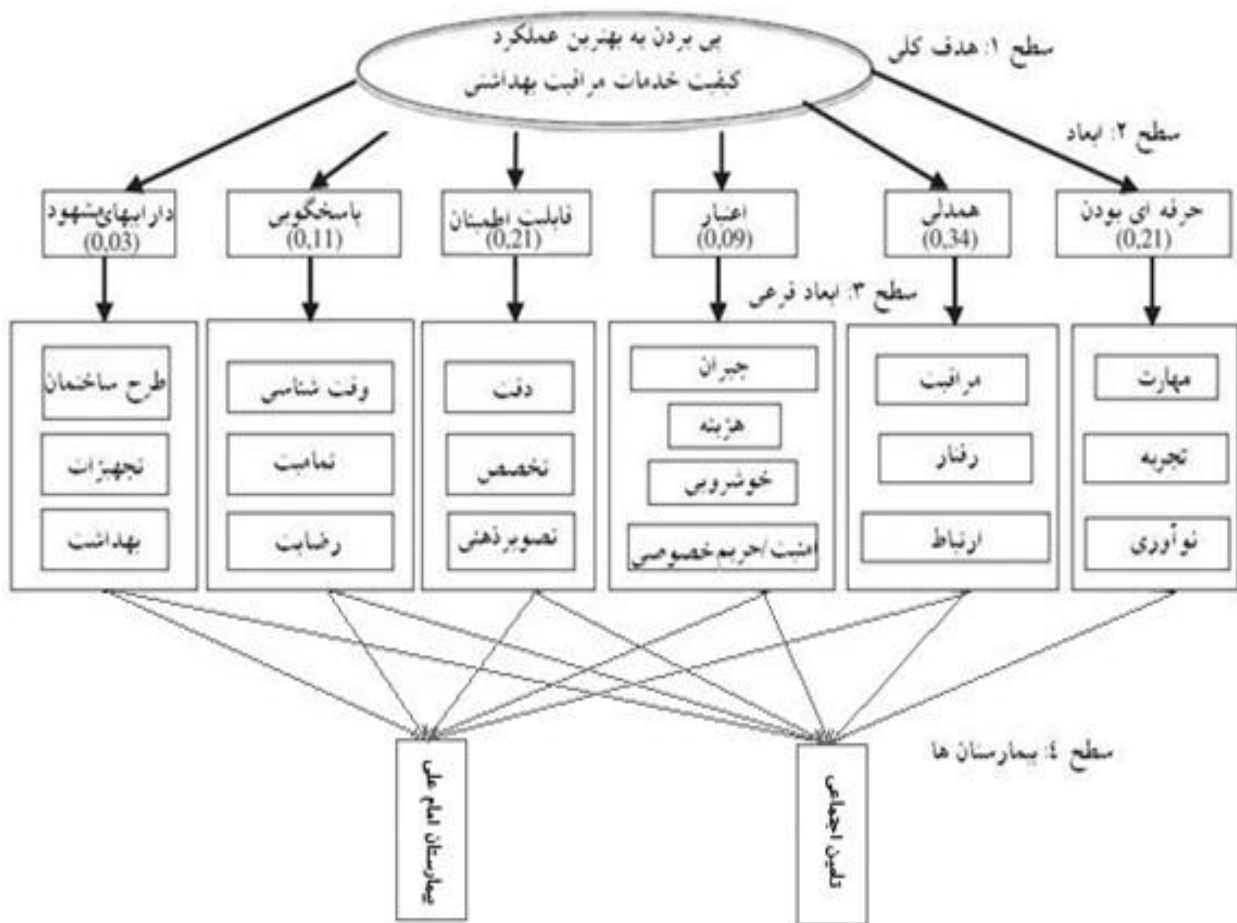 پی بردن به بهترین عملکرد
کیفیت خدمات مراقبت بهداشتی
سطح ۱: هدف کلی
سطح ۲: ابعاد
حرفه ای بودن
(0,21)
همدلی
(0,34)
اعتبار
(0,09)
قابلیت اطمینان
(0,21)
پاسخگویی
(0,11)
داراییهای مشهود
(0,03)
سطح ۳: ابعاد فرعی
مهارت
تجربه
نوآوری
مراقبت
رفتار
ارتباط
جبران
هزینه
خوشرویی
امنیت/حریم خصوصی
دقت
تخصص
تصویرذهنی
وقت شناسی
تمامیت
رضایت
طرح ساختمان
تجهیزات
بهداشت
سطح ٤: بیمارستان ها
تامین اجتماعی
بیمارستان امام علی